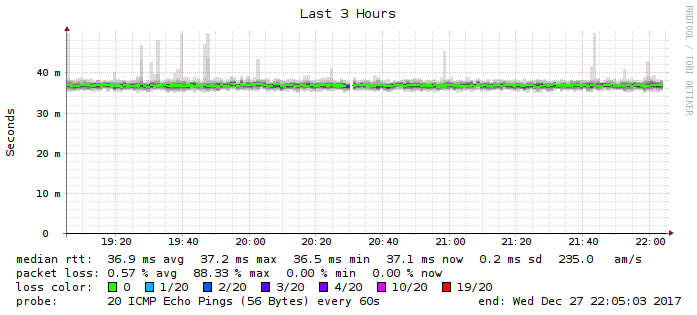 Last 3 Hours
RRDTOOL / TOBI OETIKER
Seconds
40 m
30 m
20 m
10 m
0
19:20 19:40 20:00 20:20 20:40 21:00 21:20 21:40 22:00
median rtt: 36.9 ms avg 37.2 ms max 36.5 ms min 37.1 ms now 0.2 ms sd 235.0 am/s
packet loss: 0.57 % avg 88.33 % max 0.00 % min 0.00 % now
loss color: 0 1/20 2/20 3/20 4/20 10/20 19/20
probe: 20 ICMP Echo Pings (56 Bytes) every 60s end: Wed Dec 27 22:05:03 2017